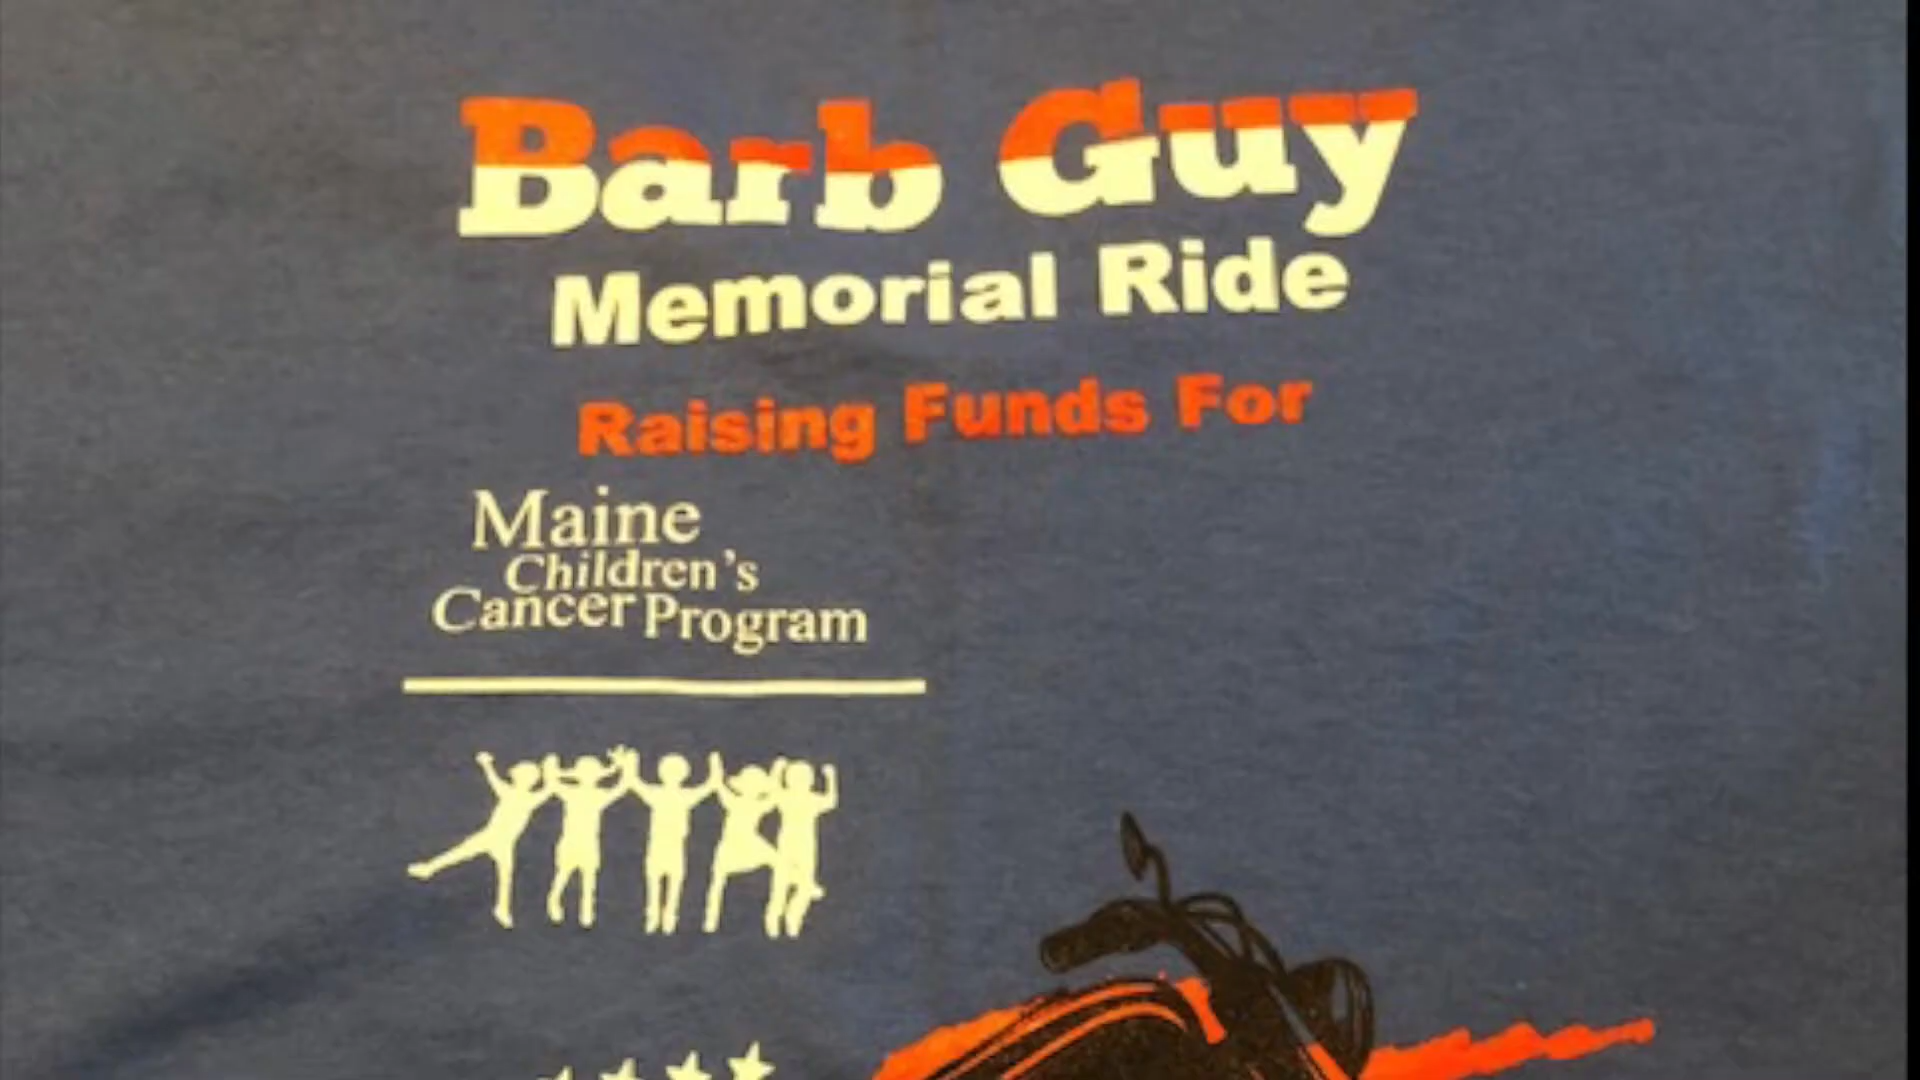 Barb Guy
Memorial Ride
Raising Funds For
Maine
Children's
Cancer Program